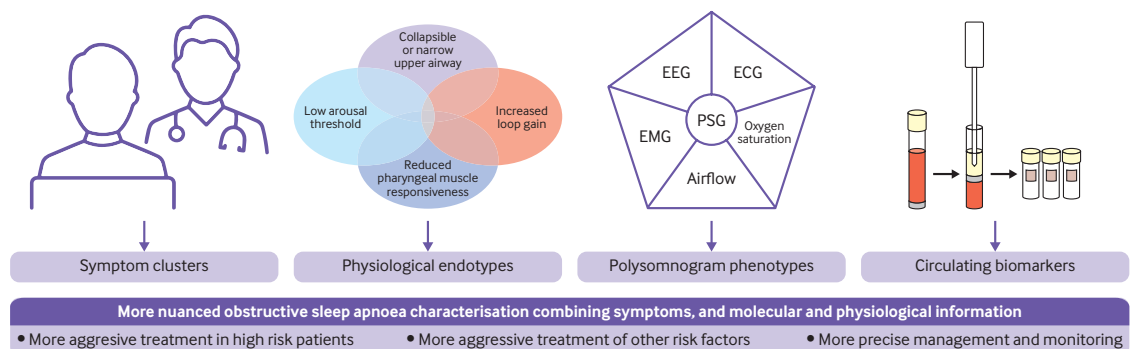 Collapsible
or narrow
upper airway
Low arousal
threshold
Increased
loop gain
Reduced
pharyngeal muscle
responsiveness
EEG
ECG
EMG
PSG
Oxygen
saturation
Airflow
Symptom clusters
Physiological endotypes
Polysomnogram phenotypes
Circulating biomarkers
More nuanced obstructive sleep apnoea characterisation combining symptoms, and molecular and physiological information
• More aggresive treatment in high risk patients
• More aggressive treatment of other risk factors
• More precise management and monitoring